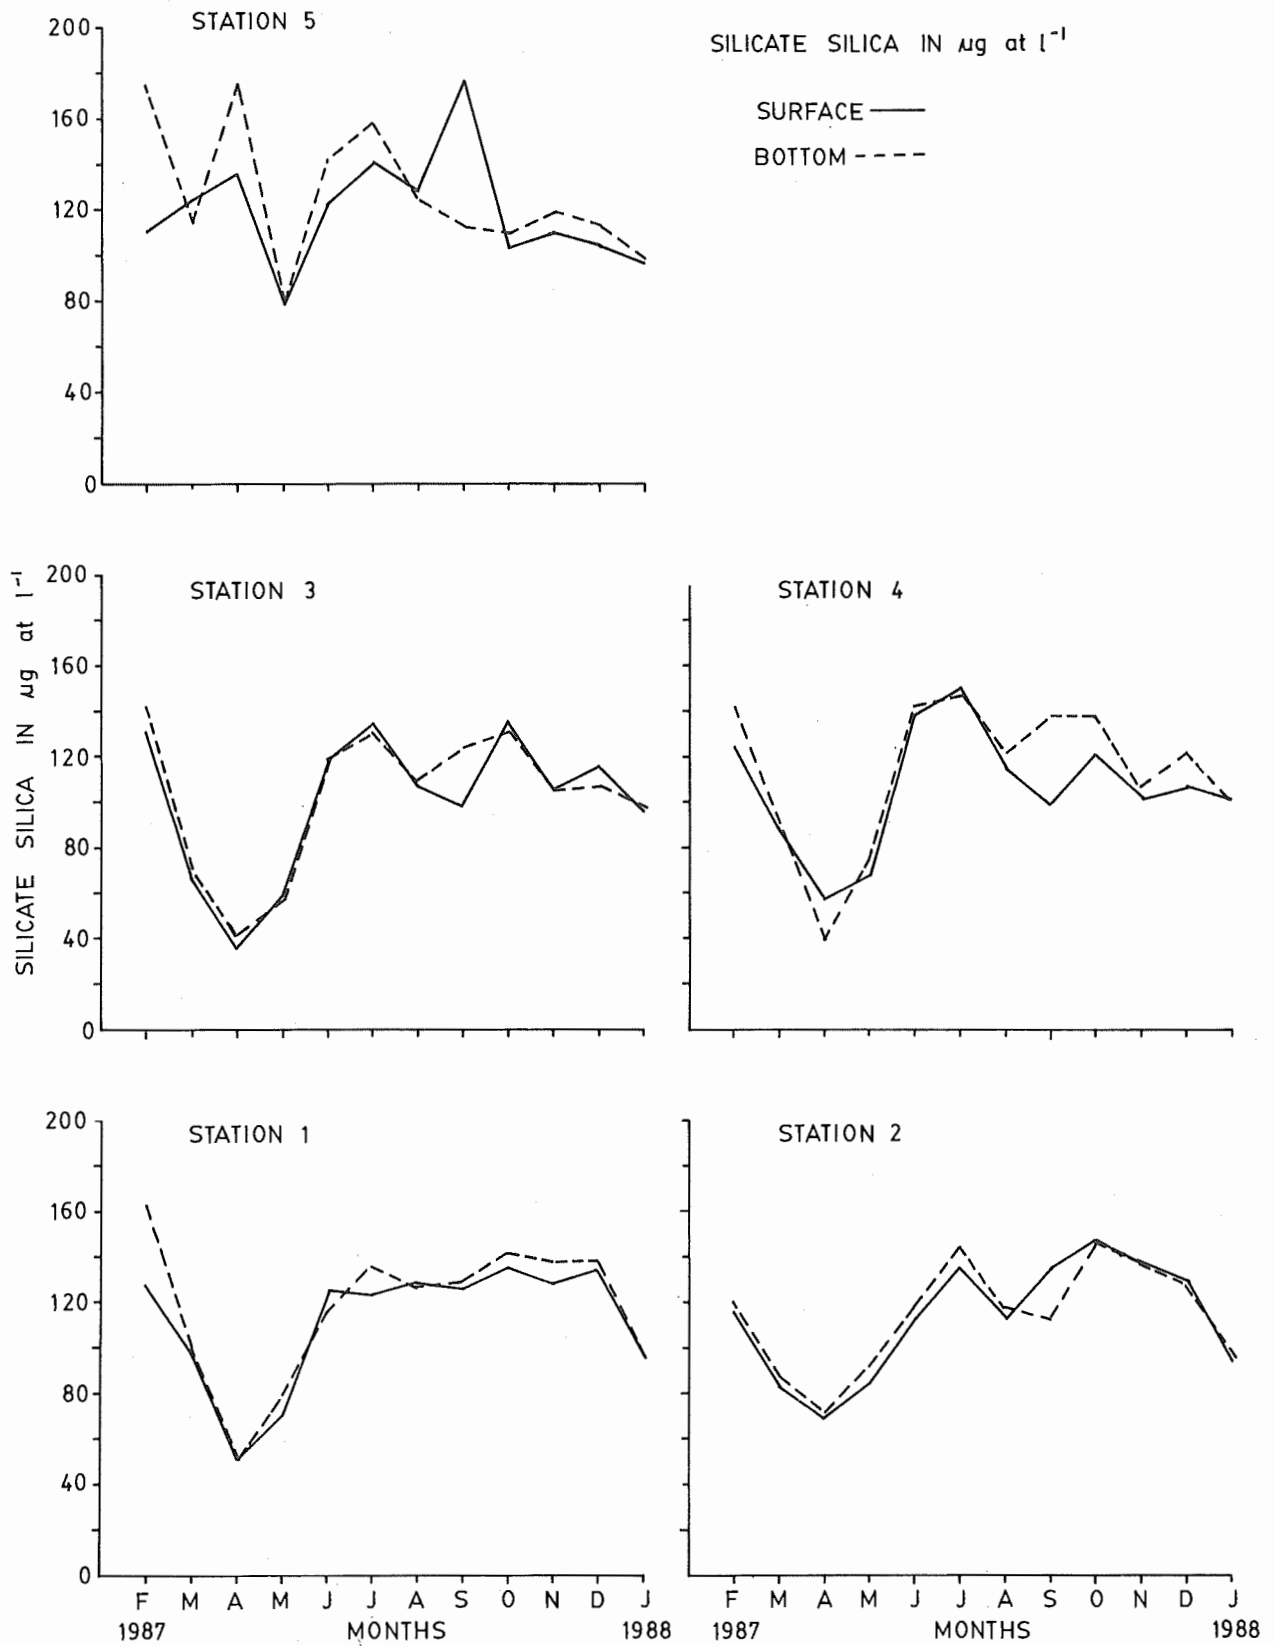 STATION 5
SILICATE SILICA IN µg at l⁻¹
SURFACE
BOTTOM
200
160
120
80
40
0
SILICATE SILICA IN µg at l⁻¹
STATION 3
200
160
120
80
40
0
STATION 4
STATION 1
200
160
120
80
40
0
STATION 2
F M A M J J A S O N D J
1987 MONTHS 1988
F M A M J J A S O N D J
1987 MONTHS 1988